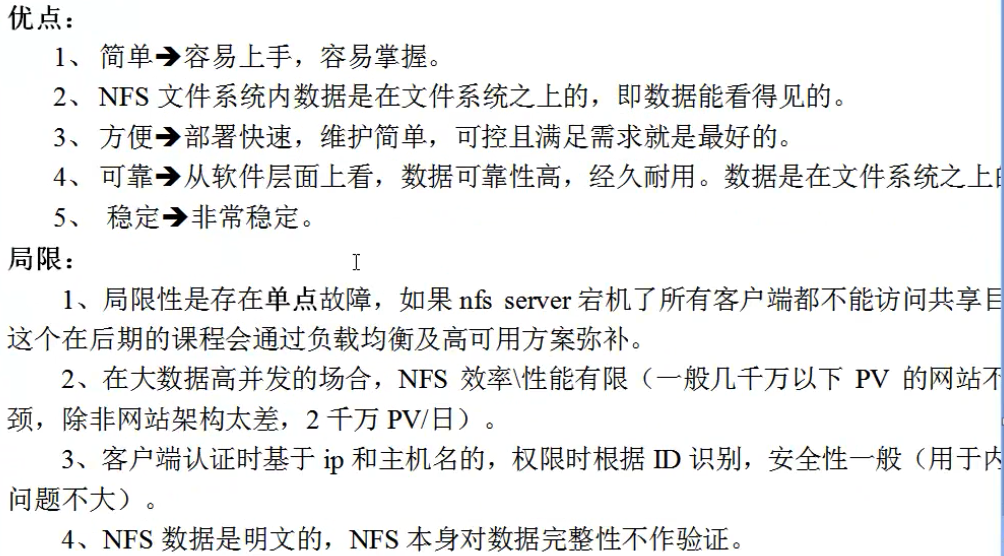 优点：
1、 简单➔容易上手，容易掌握。
2、NFS 文件系统内数据是在文件系统之上的，即数据能看得见的。
3、 方便➔部署快速，维护简单，可控且满足需求就是最好的。
4、 可靠➔从软件层面上看，数据可靠性高，经久耐用。数据是在文件系统之上
5、 稳定➔非常稳定。
局限：
1、局限性是存在单点故障，如果 nfs server 宕机了所有客户端都不能访问共享目
这个在后期的课程会通过负载均衡及高可用方案弥补。
2、在大数据高并发的场合，NFS 效率\性能有限（一般几千万以下 PV 的网站不
颈，除非网站架构太差，2 千万 PV/日）。
3、客户端认证时基于 ip 和主机名的，权限时根据 ID 识别，安全性一般（用于内
问题不大）。
4、NFS 数据是明文的，NFS 本身对数据完整性不作验证。